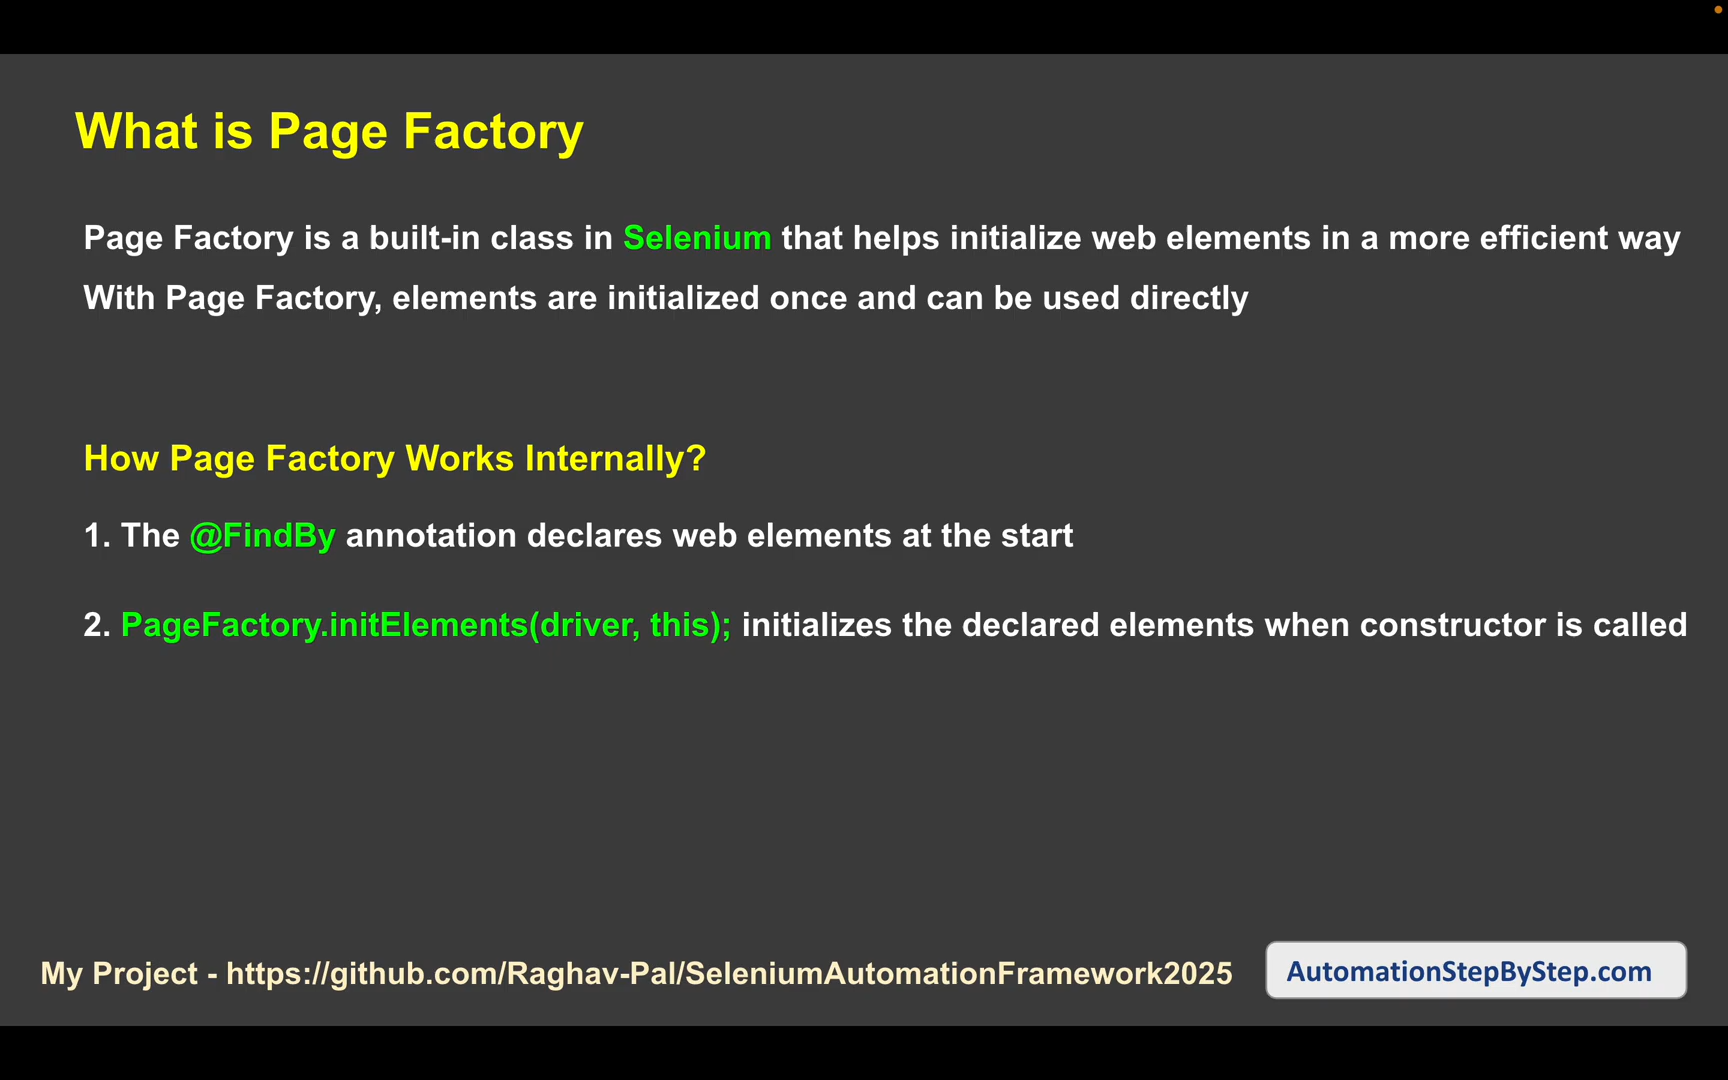 What is Page Factory
Page Factory is a built-in class in Selenium that helps initialize web elements in a more efficient way
With Page Factory, elements are initialized once and can be used directly
How Page Factory Works Internally?
1. The @FindBy annotation declares web elements at the start
2. PageFactory.initElements(driver, this); initializes the declared elements when constructor is called
My Project - https://github.com/Raghav-Pal/SeleniumAutomationFramework2025
AutomationStepByStep.com